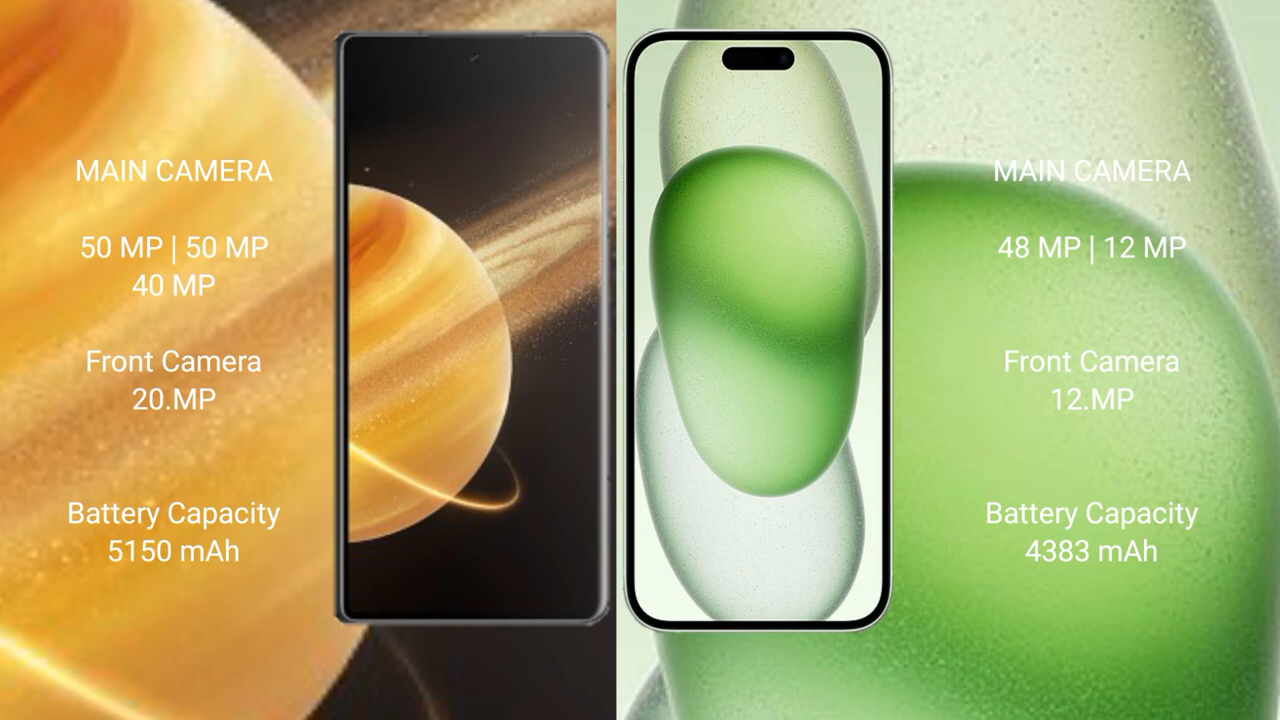 MAIN CAMERA
50 MP | 50 MP
40 MP
Front Camera
20.MP
Battery Capacity
5150 mAh
MAIN CAMERA
48 MP | 12 MP
Front Camera
12.MP
Battery Capacity
4383 mAh